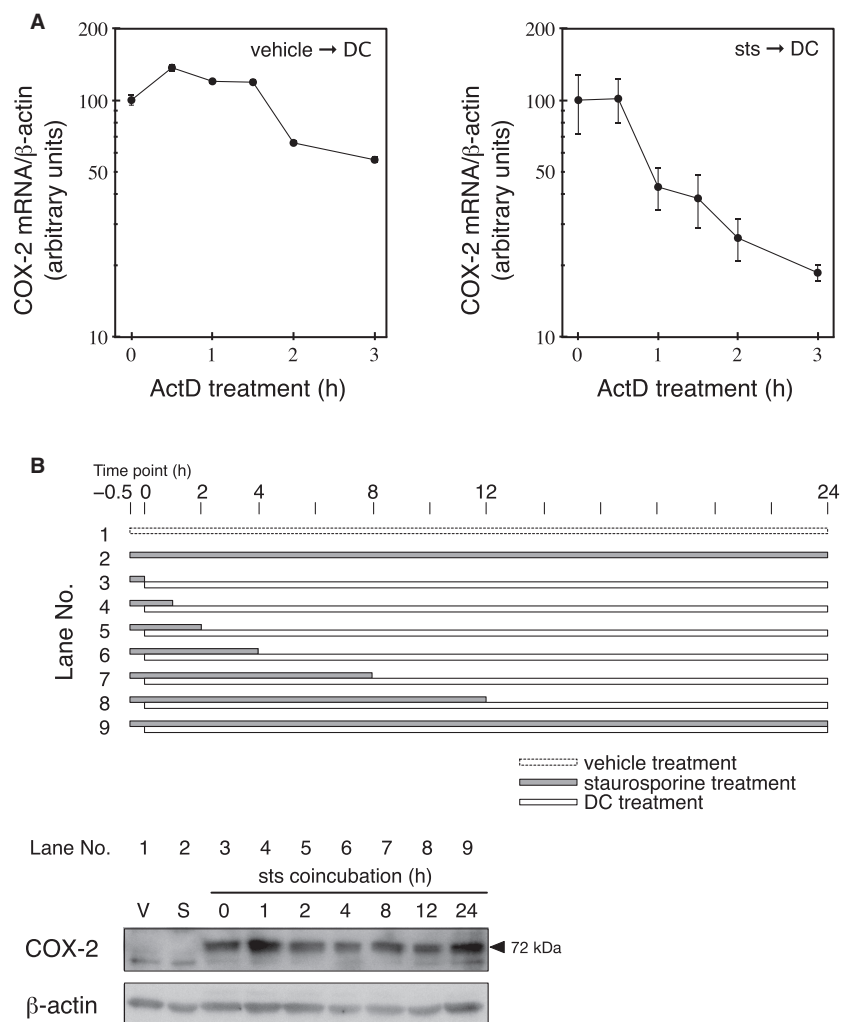 A
200
100
50
10
COX-2 mRNA/β-actin
(arbitrary units)
vehicle → DC
0 1 2 3
ActD treatment (h)
200
100
50
10
COX-2 mRNA/β-actin
(arbitrary units)
sts → DC
0 1 2 3
ActD treatment (h)
B
Time point (h)
−0.5 0 2 4 8 12 24
Lane No.
1
2
3
4
5
6
7
8
9
vehicle treatment
staurosporine treatment
DC treatment
Lane No. 1 2 3 4 5 6 7 8 9
sts coincubation (h)
V S 0 1 2 4 8 12 24
COX-2 ◀ 72 kDa
β-actin